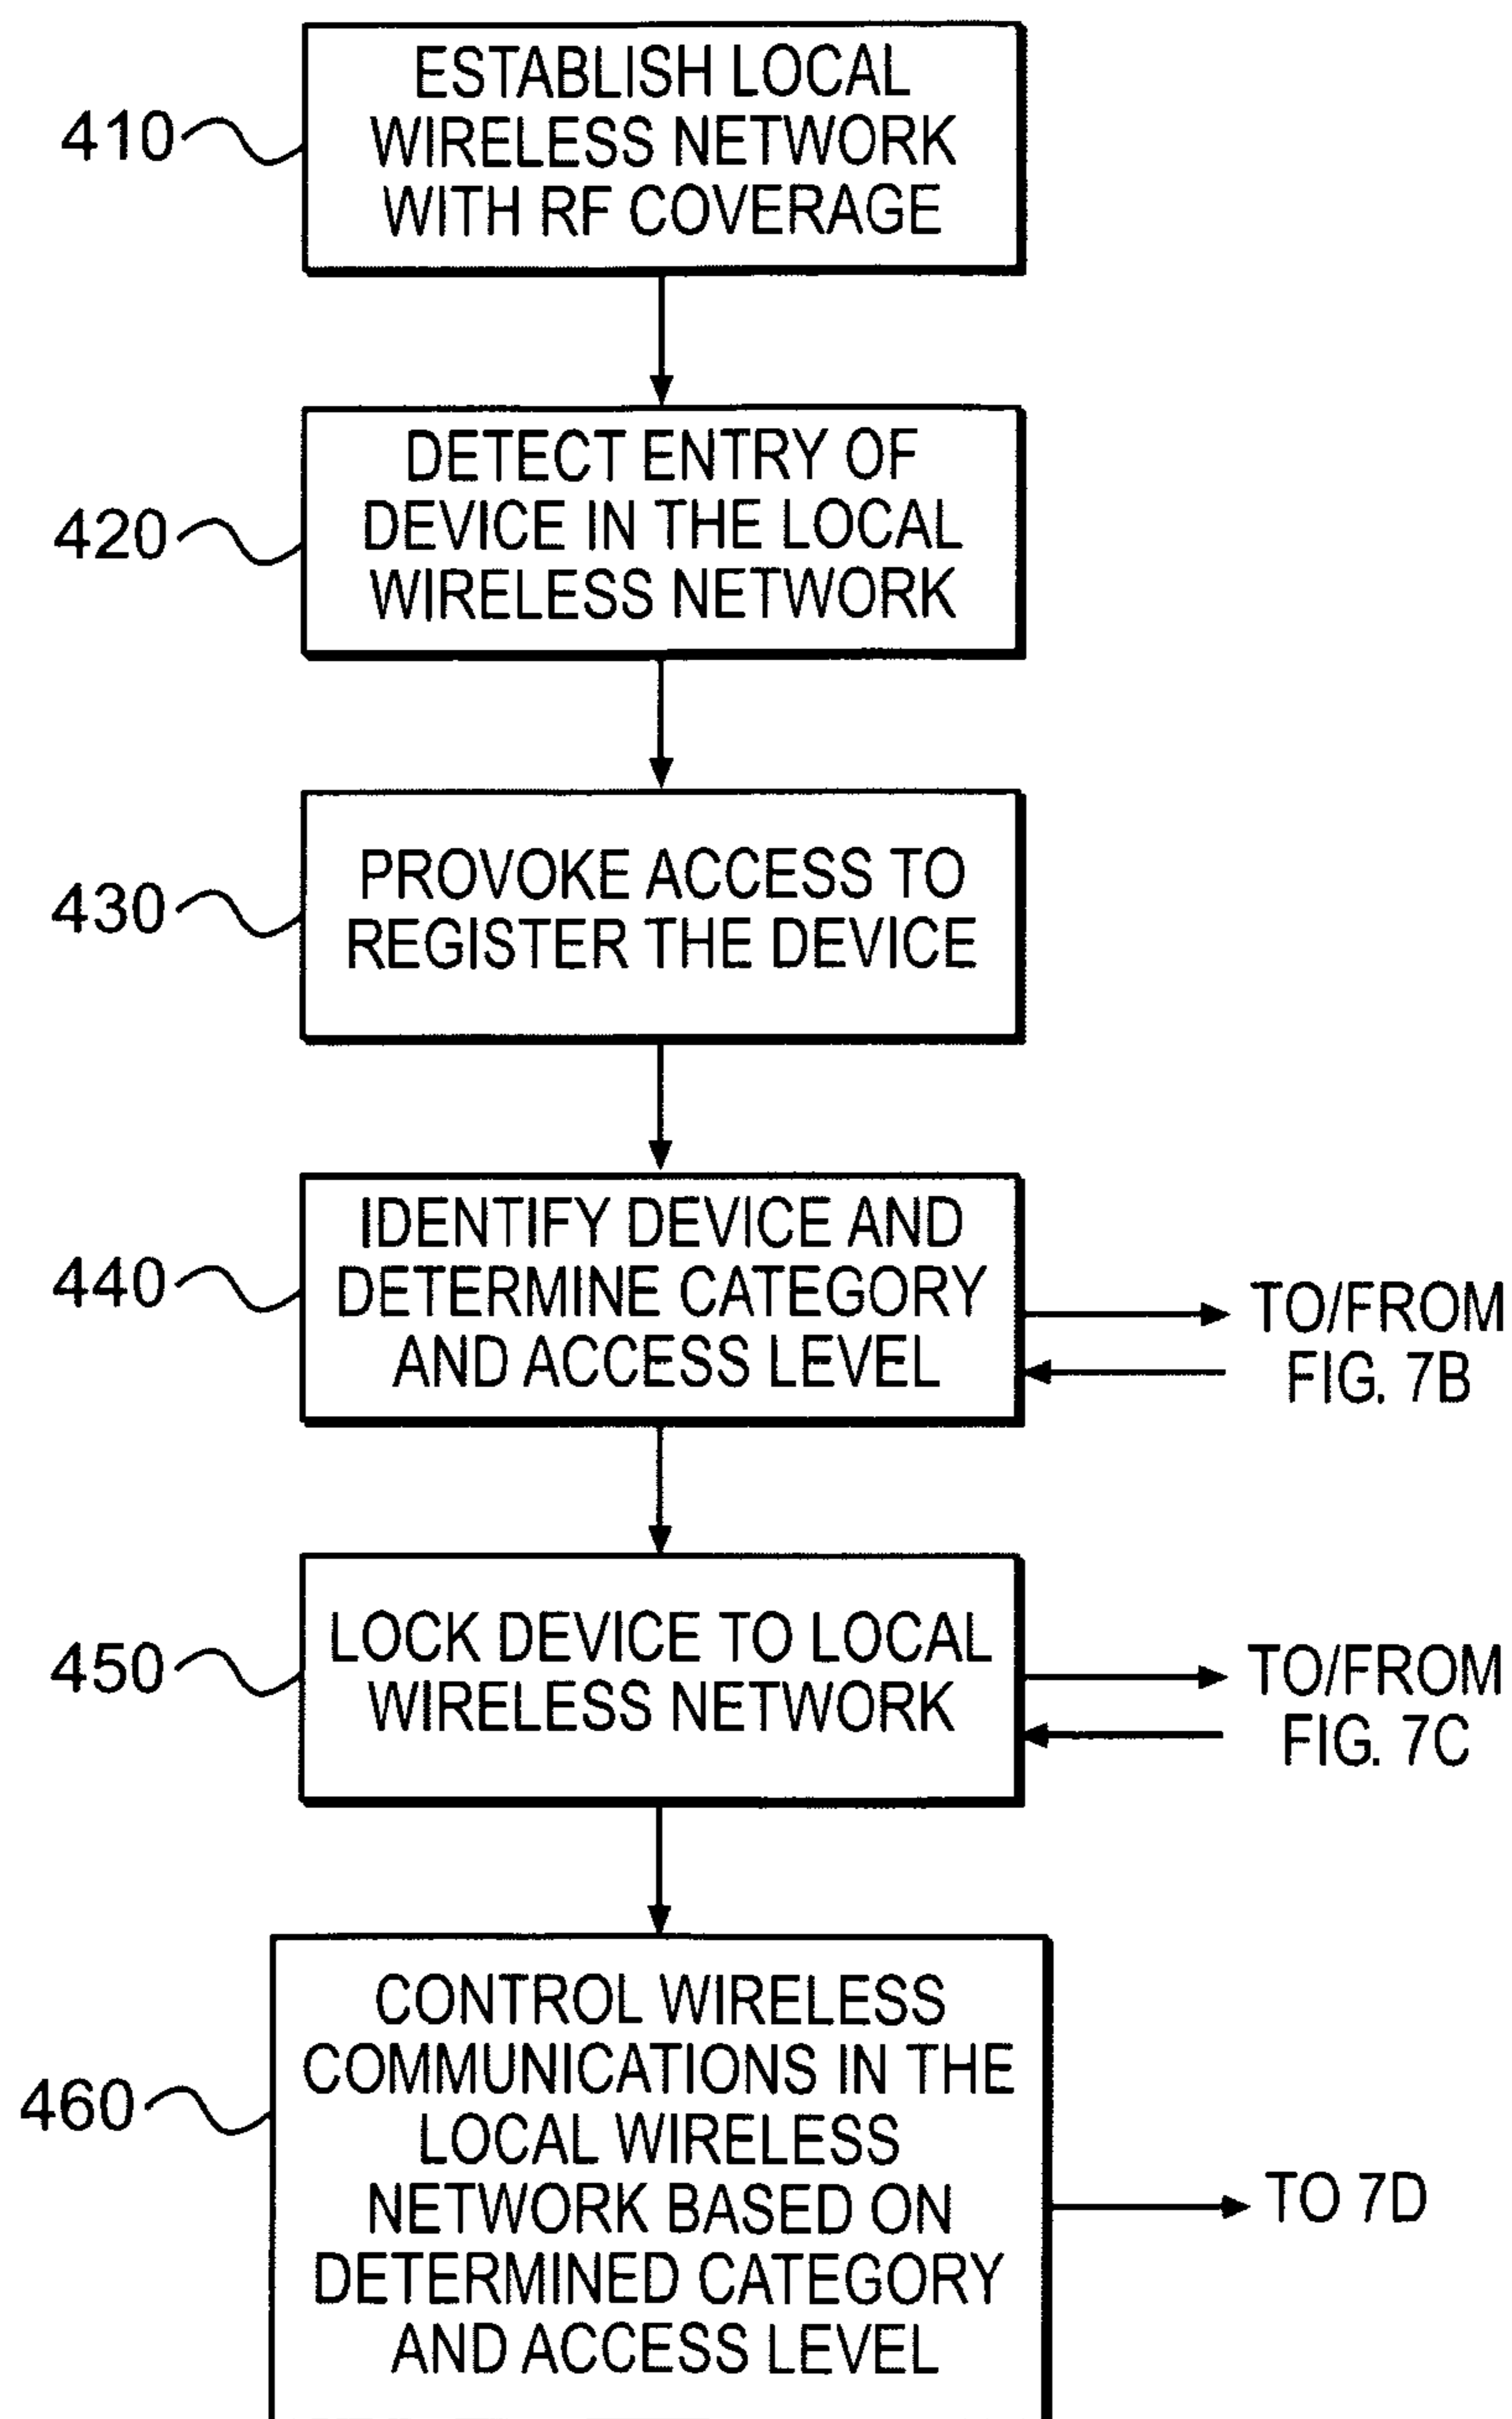 410
ESTABLISH LOCAL
WIRELESS NETWORK
WITH RF COVERAGE
420
DETECT ENTRY OF
DEVICE IN THE LOCAL
WIRELESS NETWORK
430
PROVOKE ACCESS TO
REGISTER THE DEVICE
440
IDENTIFY DEVICE AND
DETERMINE CATEGORY
AND ACCESS LEVEL
TO/FROM
FIG. 7B
450
LOCK DEVICE TO LOCAL
WIRELESS NETWORK
TO/FROM
FIG. 7C
460
CONTROL WIRELESS
COMMUNICATIONS IN THE
LOCAL WIRELESS
NETWORK BASED ON
DETERMINED CATEGORY
AND ACCESS LEVEL
TO 7D